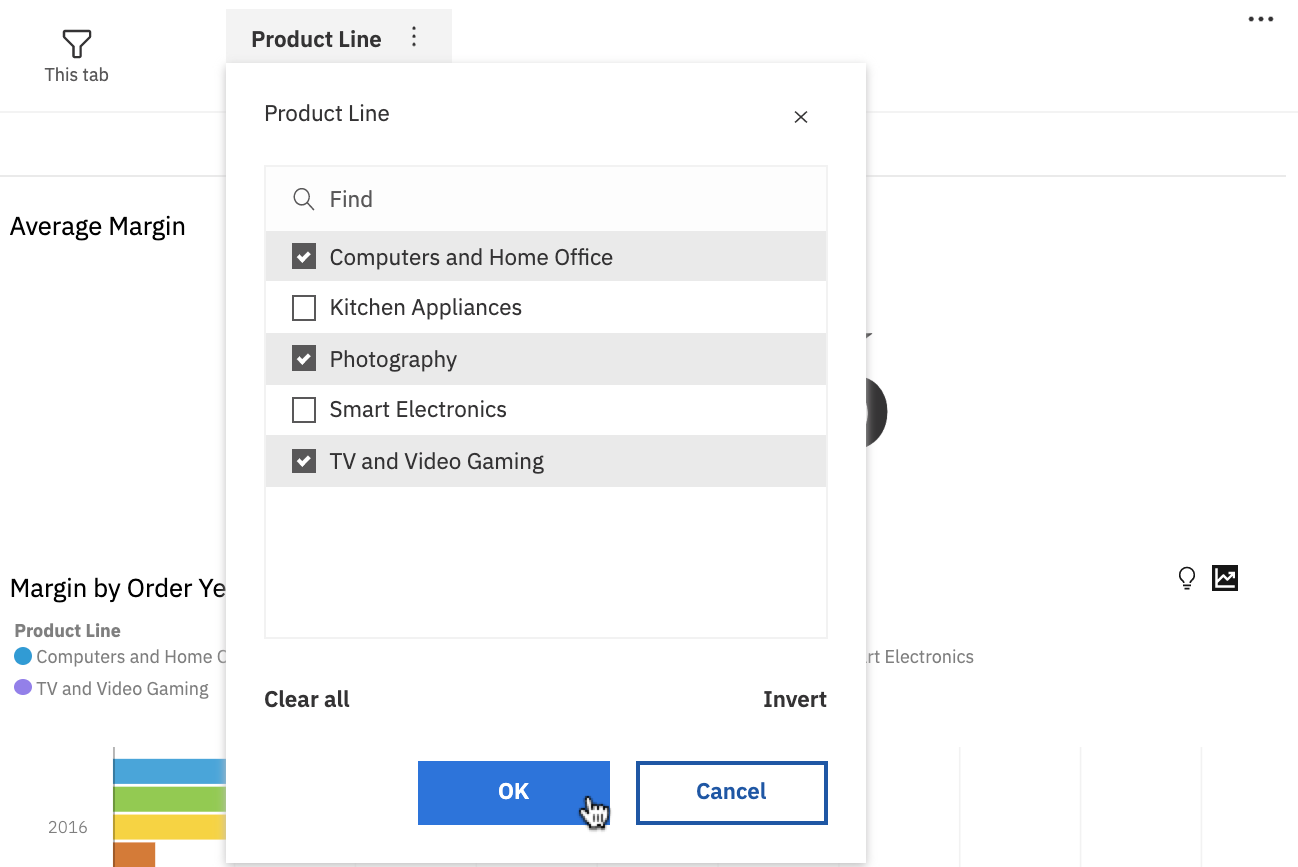 Product Line
This tab
Product Line
Find
Average Margin
Computers and Home Office
Kitchen Appliances
Photography
Smart Electronics
TV and Video Gaming
Margin by Order Ye
Product Line
Computers and Home
Electronics
TV and Video Gaming
Clear all
Invert
OK
Cancel
2016